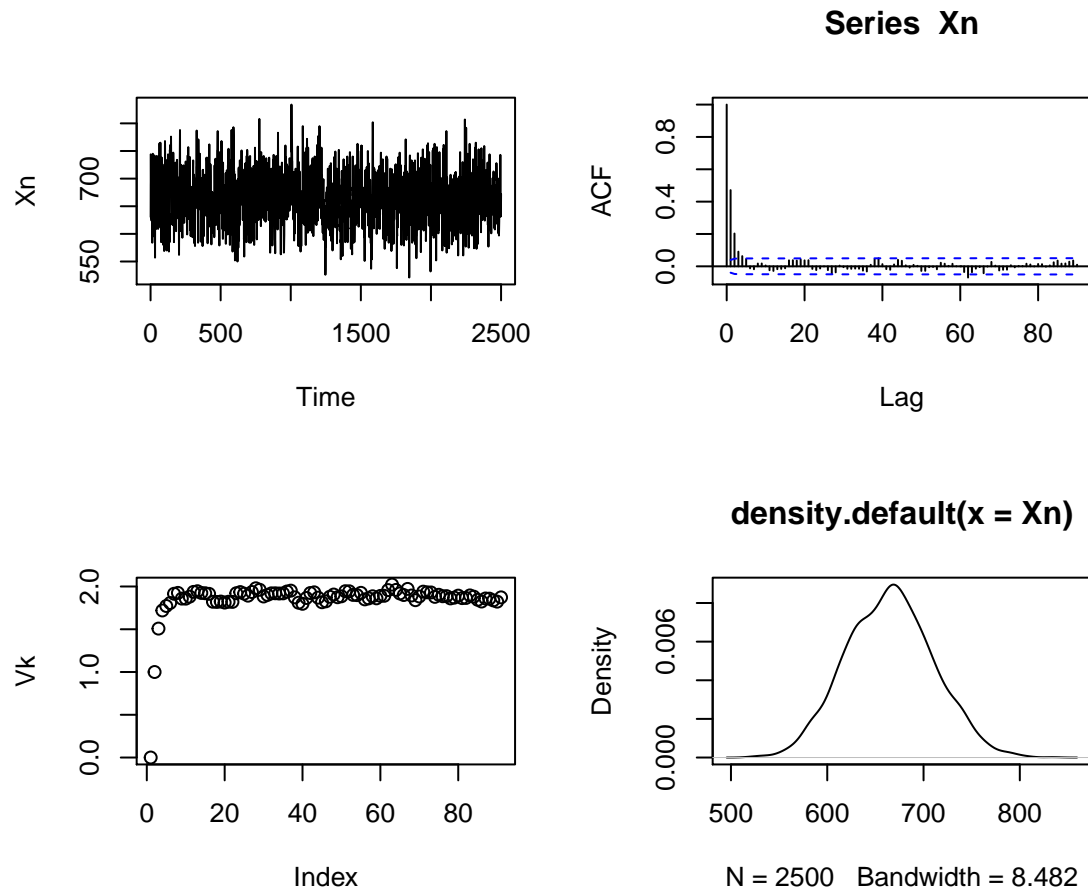 Xn
700
550
0
500
1500
2500
Time
Series  Xn
ACF
0.8
0.4
0.0
0
20
40
60
80
Lag
Vk
2.0
1.0
0.0
0
20
40
60
80
Index
density.default(x = Xn)
Density
0.006
0.000
500
600
700
800
N = 2500   Bandwidth = 8.482